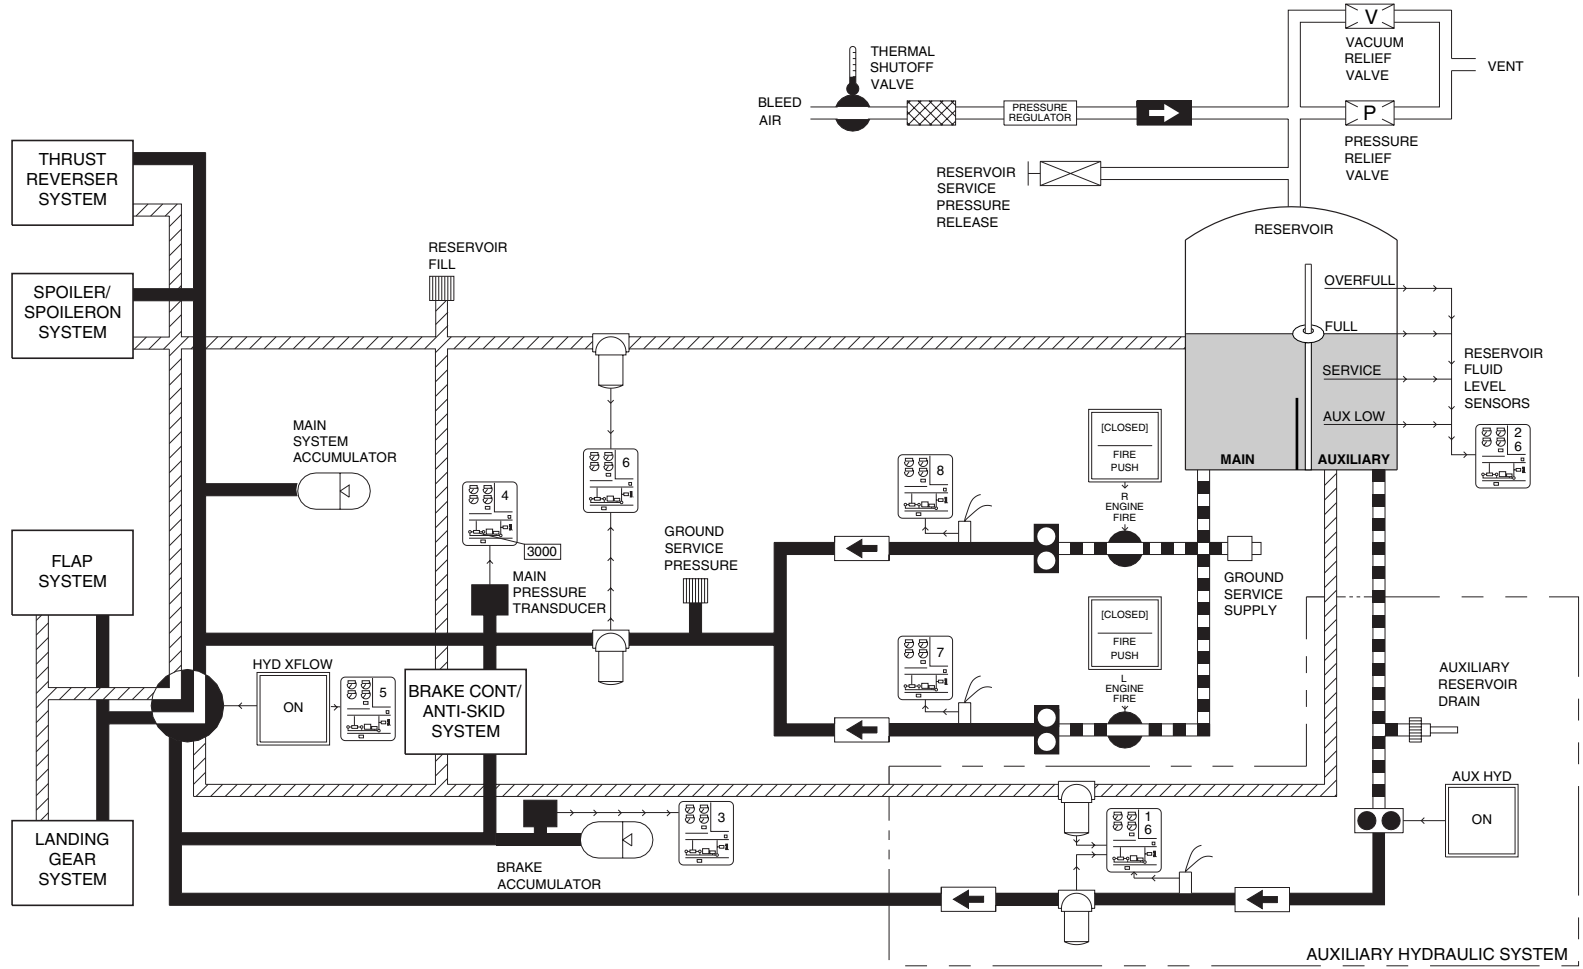 V
VACUUM
RELIEF
VALVE
VENT
THERMAL
SHUTOFF
VALVE
BLEED
AIR
PRESSURE
REGULATOR
P
PRESSURE
RELIEF
VALVE
RESERVOIR
SERVICE
PRESSURE
RELEASE
THRUST
REVERSER
SYSTEM
RESERVOIR
FILL
SPOILER/
SPOILERON
SYSTEM
RESERVOIR
OVERFULL
FULL
SERVICE
AUX LOW
MAIN
AUXILIARY
RESERVOIR
FLUID
LEVEL
SENSORS
2
6
MAIN
SYSTEM
ACCUMULATOR
6
4
3000
MAIN
PRESSURE
TRANSDUCER
GROUND
SERVICE
PRESSURE
8
[CLOSED]
FIRE
PUSH
R
ENGINE
FIRE
GROUND
SERVICE
SUPPLY
7
[CLOSED]
FIRE
PUSH
L
ENGINE
FIRE
FLAP
SYSTEM
HYD XFLOW
ON
5
BRAKE CONT/
ANTI-SKID
SYSTEM
AUXILIARY
RESERVOIR
DRAIN
AUX HYD
ON
LANDING
GEAR
SYSTEM
3
BRAKE
ACCUMULATOR
1
6
AUXILIARY HYDRAULIC SYSTEM